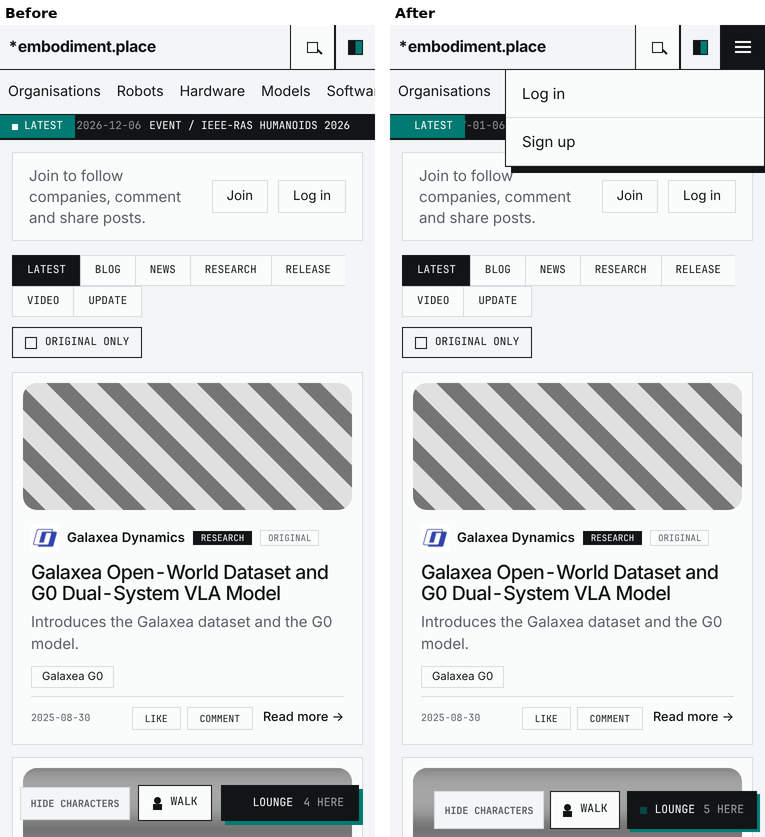 Before
*embodiment.place
Organisations Robots Hardware Models Softwa
LATEST 2026-12-06 EVENT / IEEE-RAS HUMANOIDS 2026
Join to follow
companies, comment
and share posts.
Join Log in
LATEST BLOG NEWS RESEARCH RELEASE
VIDEO UPDATE
ORIGINAL ONLY
Galaxea Dynamics RESEARCH ORIGINAL
Galaxea Open-World Dataset and
G0 Dual-System VLA Model
Introduces the Galaxea dataset and the G0
model.
Galaxea G0
2025-08-30 LIKE COMMENT Read more →
HIDE CHARACTERS WALK LOUNGE 4 HERE
After
*embodiment.place
Organisations
Log in
LATEST -01-06
Sign up
Join to follow
companies, comment
and share posts.
Join Log in
LATEST BLOG NEWS RESEARCH RELEASE
VIDEO UPDATE
ORIGINAL ONLY
Galaxea Dynamics RESEARCH ORIGINAL
Galaxea Open-World Dataset and
G0 Dual-System VLA Model
Introduces the Galaxea dataset and the G0
model.
Galaxea G0
2025-08-30 LIKE COMMENT Read more →
HIDE CHARACTERS WALK LOUNGE 5 HERE